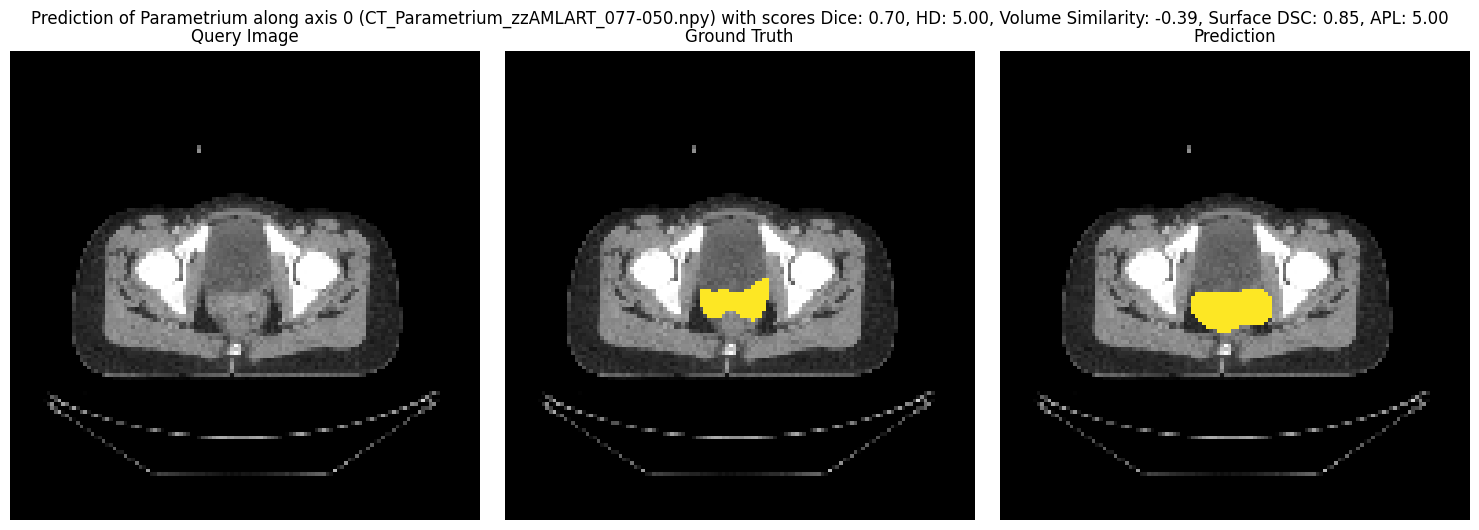 Prediction of Parametrium along axis 0 (CT_Parametrium_zzAMLART_077-050.npy) with scores Dice: 0.70, HD: 5.00, Volume Similarity: -0.39, Surface DSC: 0.85, APL: 5.00
Query Image
Ground Truth
Prediction